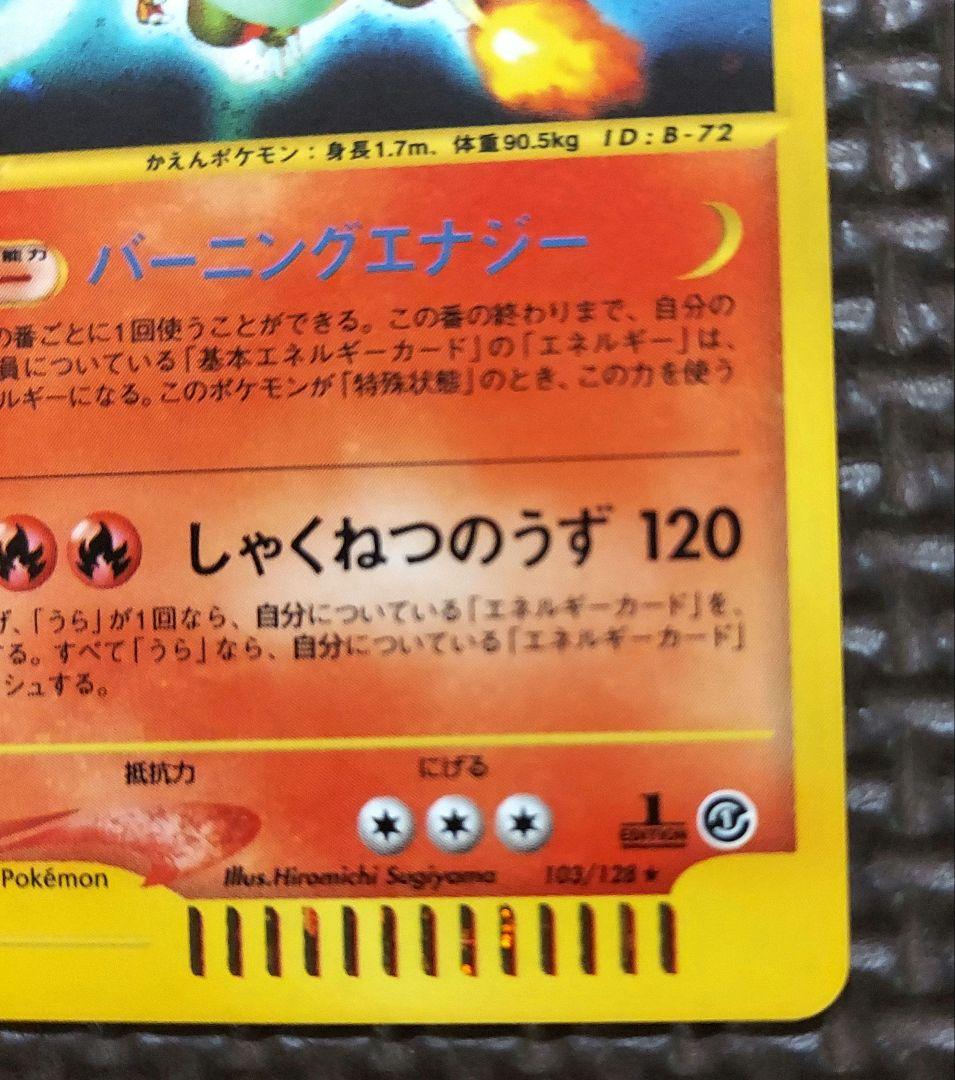 かえんポケモン：身長1.7m、体重90.5kg ID:B-72
能力
バーニングエナジー
の番ごとに1回使うことができる。この番の終わりまで、自分の
員についている「基本エネルギーカード」の「エネルギー」は、
ルギーになる。このポケモンが「特殊状態」のとき、この力を使う
しゃくねつのうず 120
げ、「うら」が1回なら、自分についている「エネルギーカード」を、
する。すべて「うら」なら、自分についている「エネルギーカード」
シュする。
抵抗力 にげる
1
EDITION
Pokémon Illus.Hiromichi Sugiyama 103/128 ★